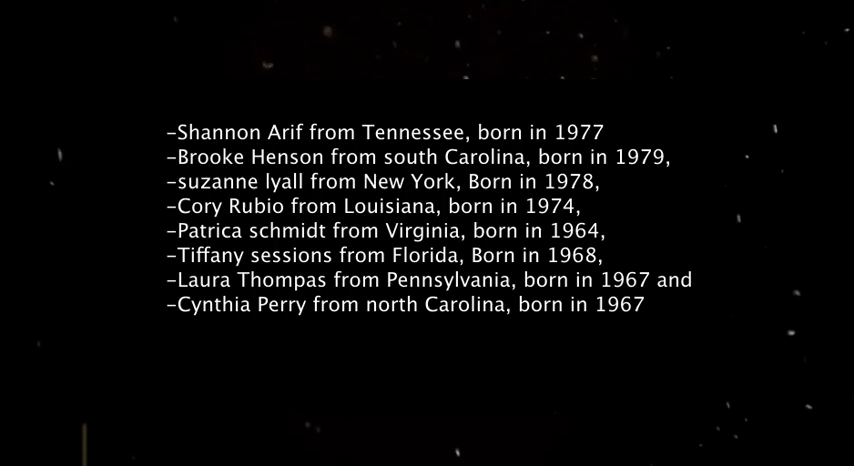 -Shannon Arif from Tennessee, born in 1977
-Brooke Henson from south Carolina, born in 1979,
-suzanne lyall from New York, Born in 1978,
-Cory Rubio from Louisiana, born in 1974,
-Patrica schmidt from Virginia, born in 1964,
-Tiffany sessions from Florida, Born in 1968,
-Laura Thompas from Pennsylvania, born in 1967 and
-Cynthia Perry from north Carolina, born in 1967